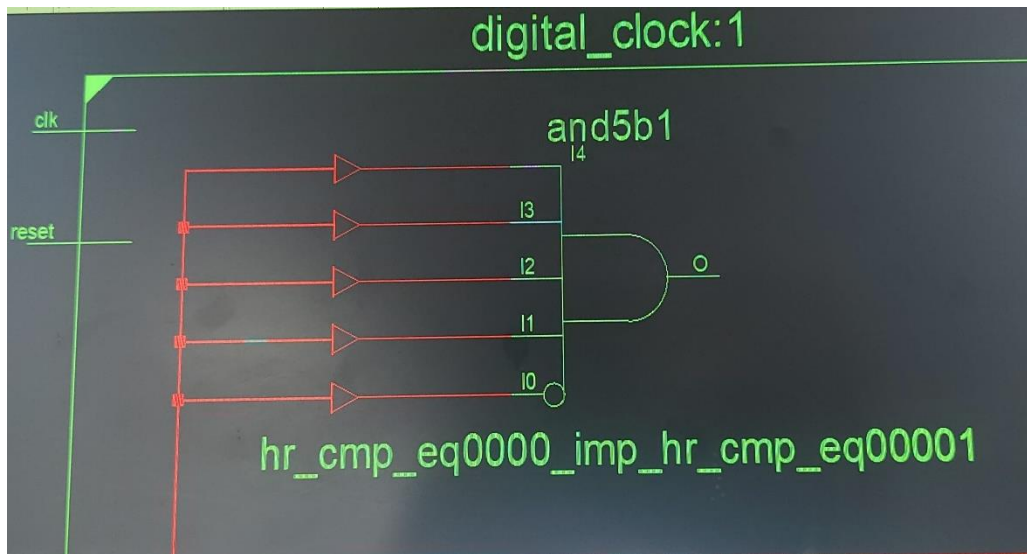 digital_clock:1
clk
and5b1
I4
I3
reset
I2
O
I1
I0
hr_cmp_eq0000_imp_hr_cmp_eq00001